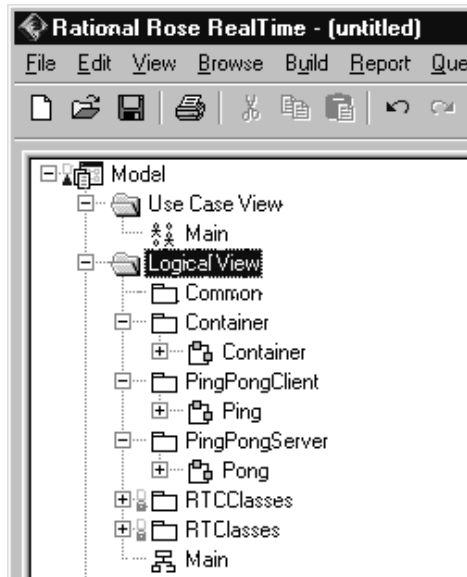 Rational Rose RealTime - (untitled)
File Edit View Browse Build Report Que
Model
Use Case View
Main
Logical View
Common
Container
Container
PingPongClient
Ping
PingPongServer
Pong
RTCClasses
RTClasses
Main